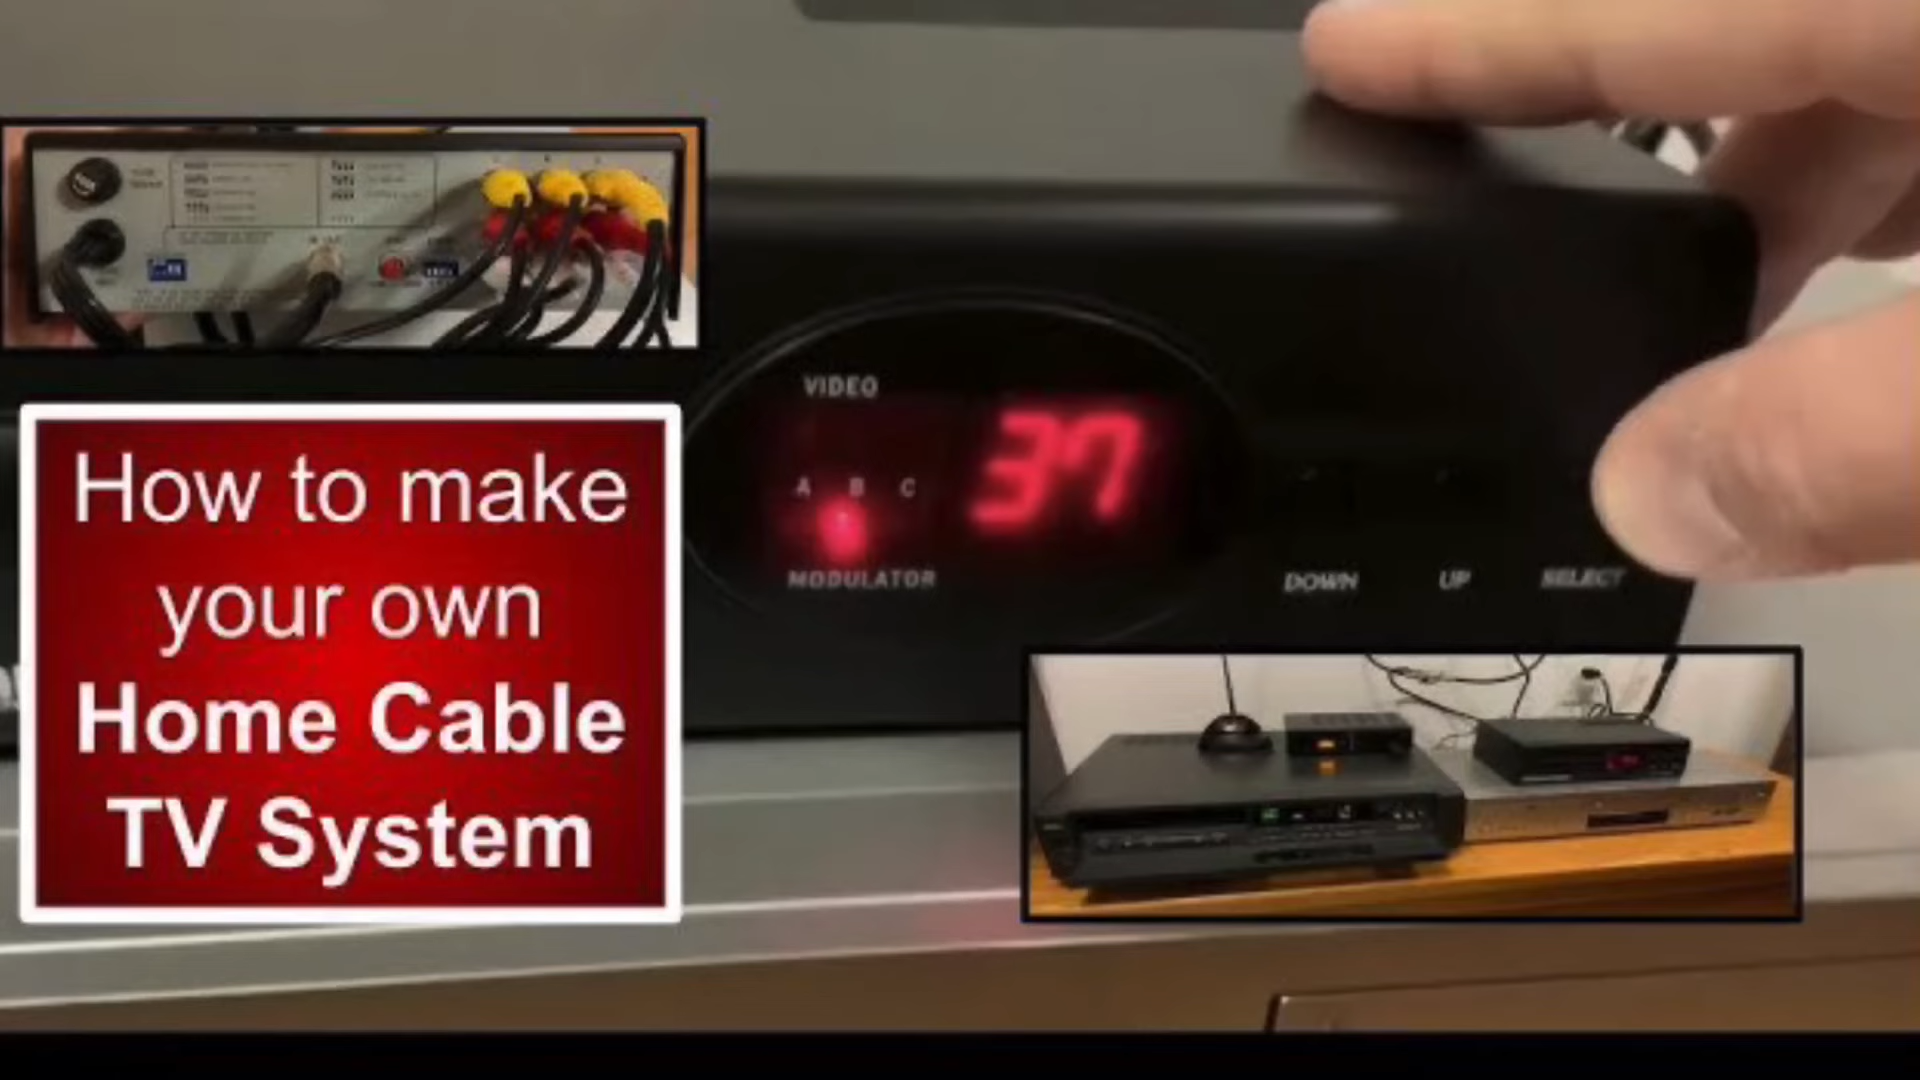 How to make
your own
Home Cable
TV System
VIDEO
A B C
37
MODULATOR
DOWN UP SELECT